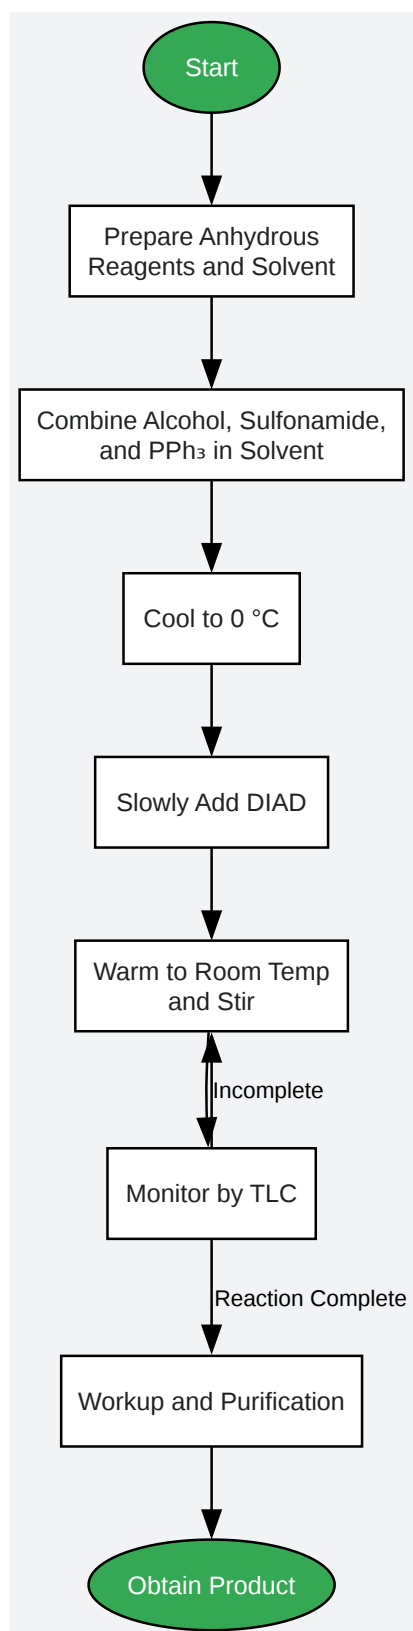 Start
Prepare Anhydrous
Reagents and Solvent
Combine Alcohol, Sulfonamide,
and PPh₃ in Solvent
Cool to 0 °C
Slowly Add DIAD
Warm to Room Temp
and Stir
Incomplete
Monitor by TLC
Reaction Complete
Workup and Purification
Obtain Product